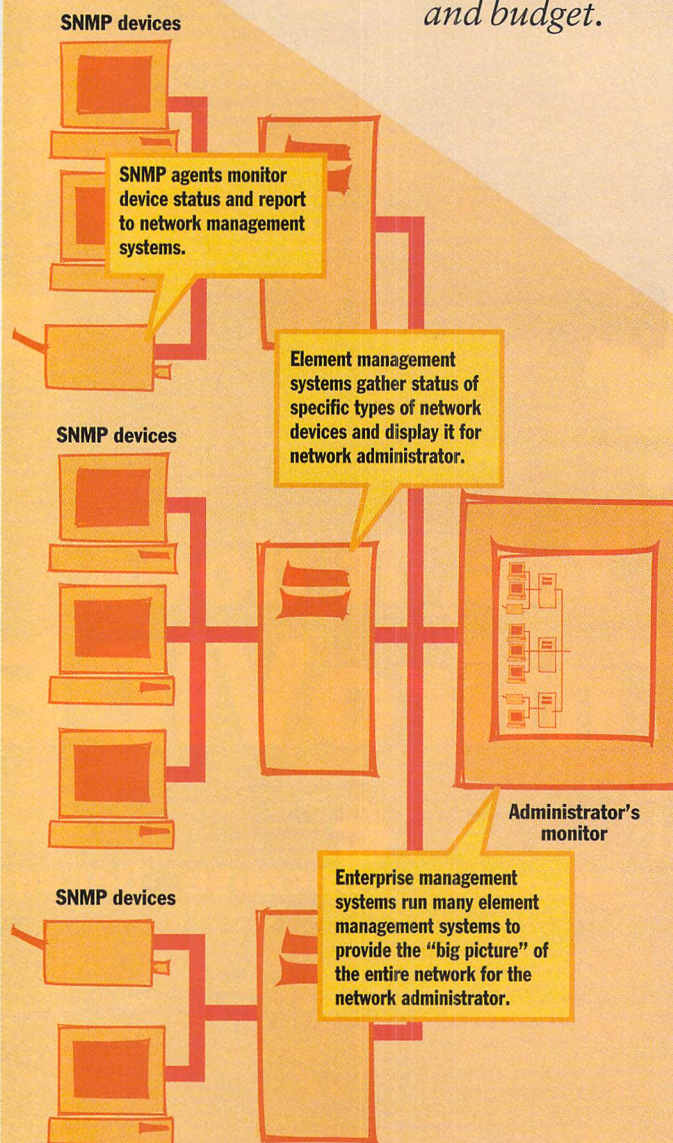 and budget.
SNMP devices
SNMP agents monitor
device status and report
to network management
systems.
Element management
systems gather status of
specific types of network
devices and display it for
network administrator.
SNMP devices
Administrator's
monitor
Enterprise management
systems run many element
management systems to
provide the “big picture” of
the entire network for the
network administrator.
SNMP devices